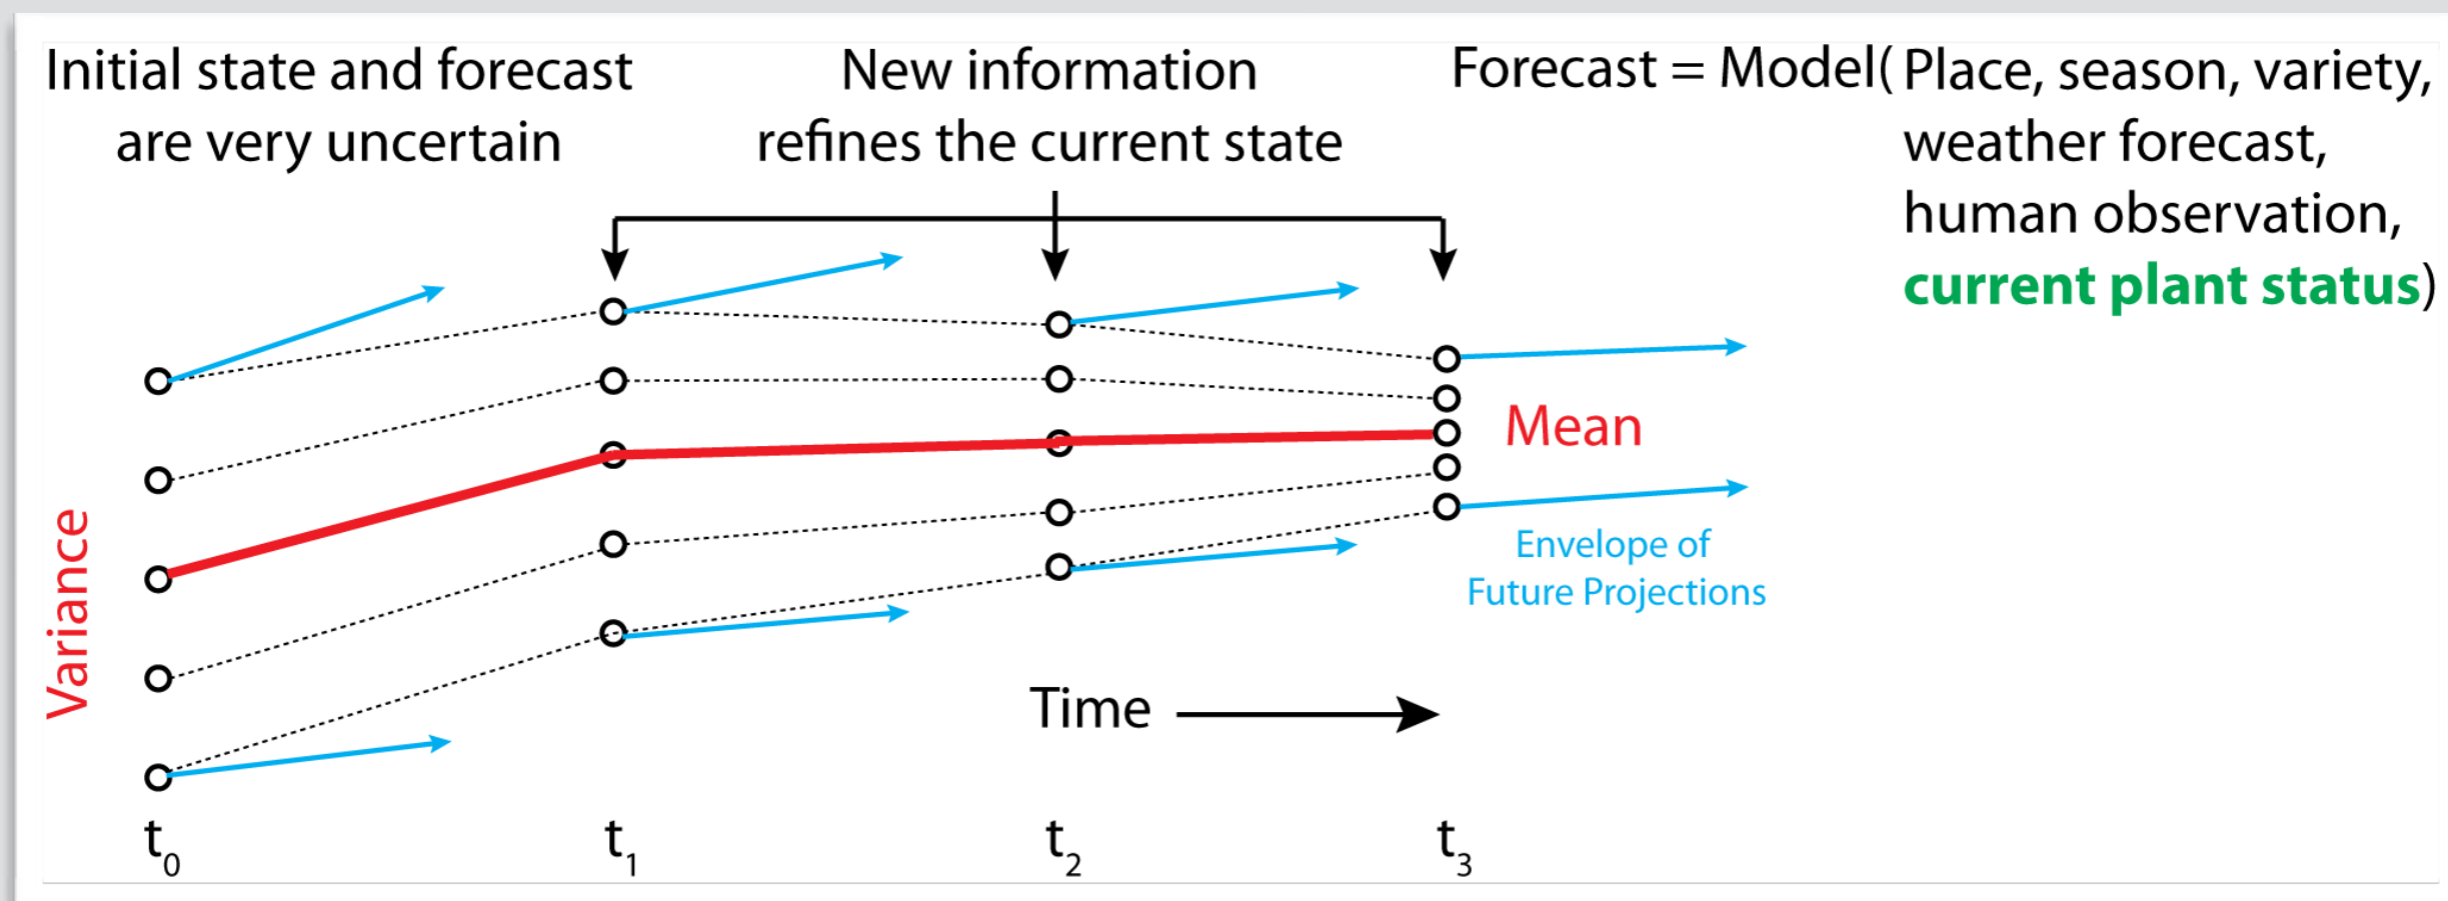 Initial state and forecast
are very uncertain
New information
refines the current state
Forecast = Model( Place, season, variety,
weather forecast,
human observation,
current plant status)
Mean
Envelope of
Future Projections
Variance
Time
t0
t1
t2
t3